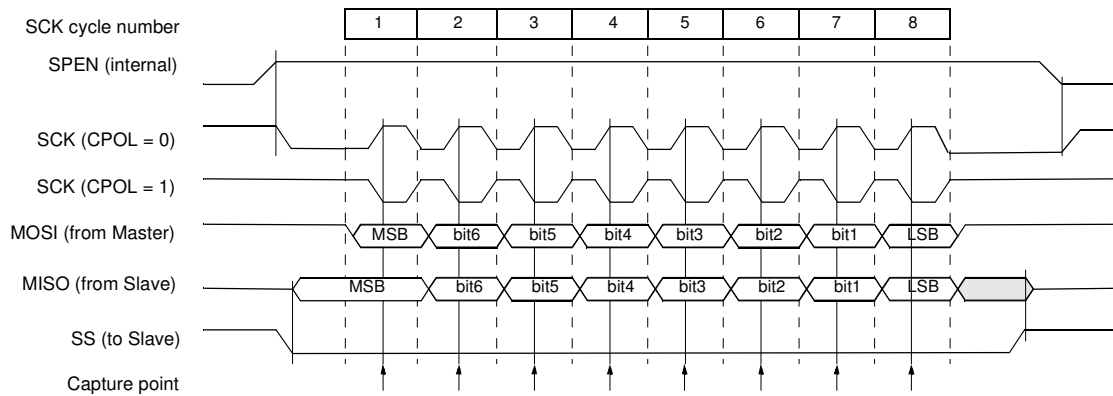 SCK cycle number 1 2 3 4 5 6 7 8
SPEN (internal)
SCK (CPOL = 0)
SCK (CPOL = 1)
MOSI (from Master) MSB bit6 bit5 bit4 bit3 bit2 bit1 LSB
MISO (from Slave) MSB bit6 bit5 bit4 bit3 bit2 bit1 LSB
SS (to Slave)
Capture point